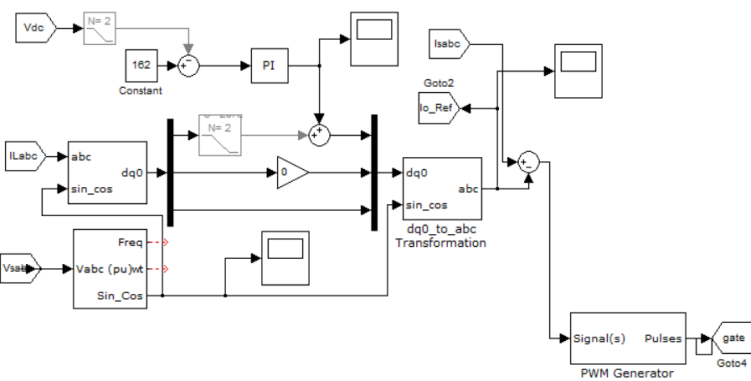 Vdc
N= 2
162
Constant
PI
Isabc
Goto2
Io_Ref
N= 2
ILabc
abc
dq0
sin_cos
0
dq0
abc
sin_cos
dq0_to_abc
Transformation
Freq
Vabc (pu)
wt
Sin_Cos
Signal(s)
Pulses
PWM Generator
gate
Goto4